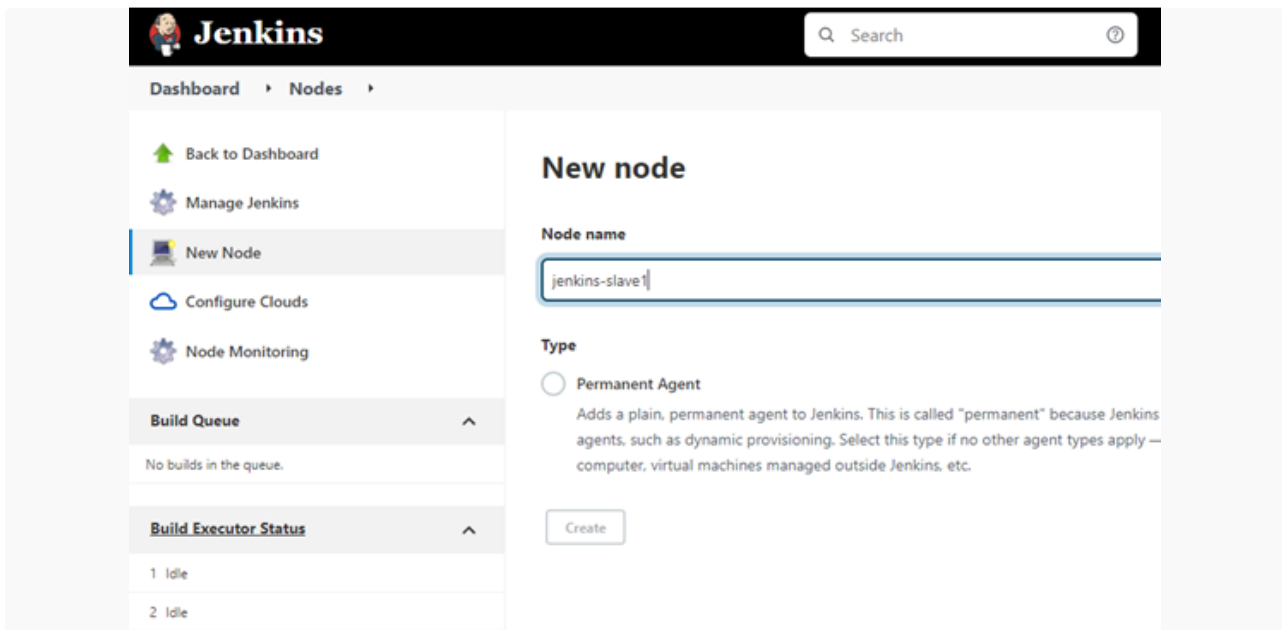 Jenkins
Search
Dashboard Nodes
Back to Dashboard
Manage Jenkins
New Node
Configure Clouds
Node Monitoring
Build Queue
No builds in the queue.
Build Executor Status
1 Idle
2 Idle
New node
Node name
jenkins-slave1
Type
Permanent Agent
Adds a plain, permanent agent to Jenkins. This is called "permanent" because Jenkins
agents, such as dynamic provisioning. Select this type if no other agent types apply —
computer, virtual machines managed outside Jenkins, etc.
Create